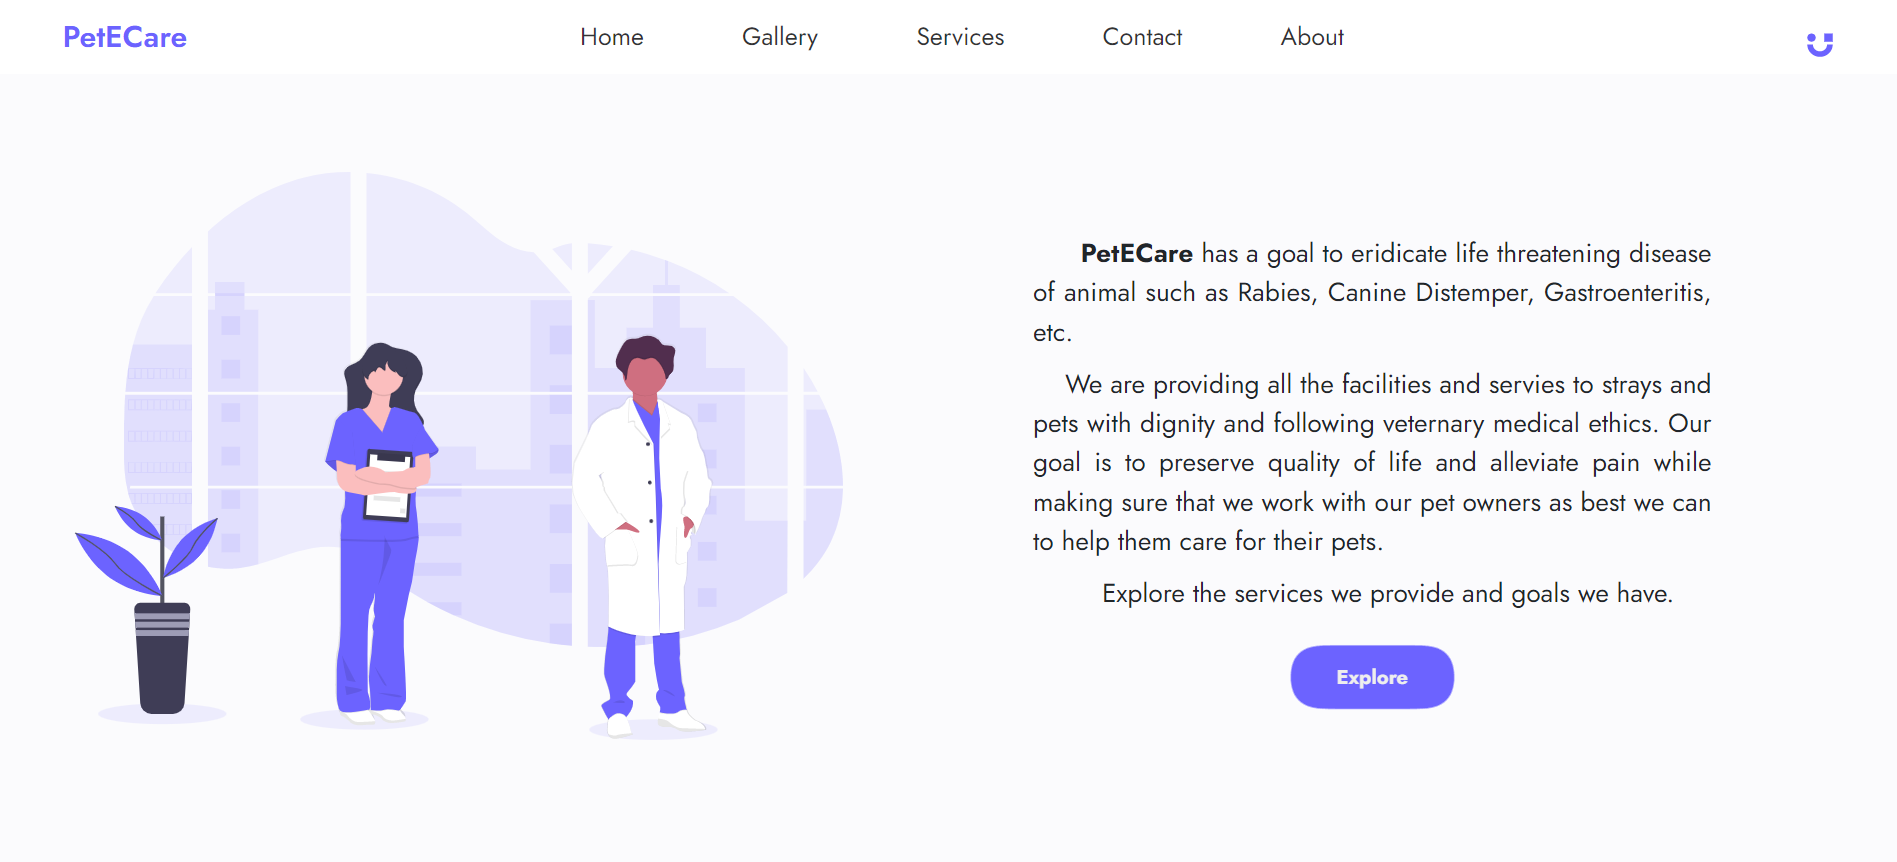 PetECare
Home
Gallery
Services
Contact
About
PetECare has a goal to eridicate life threatening disease
of animal such as Rabies, Canine Distemper, Gastroenteritis,
etc.
We are providing all the facilities and servies to strays and
pets with dignity and following veternary medical ethics. Our
goal is to preserve quality of life and alleviate pain while
making sure that we work with our pet owners as best we can
to help them care for their pets.
Explore the services we provide and goals we have.
Explore